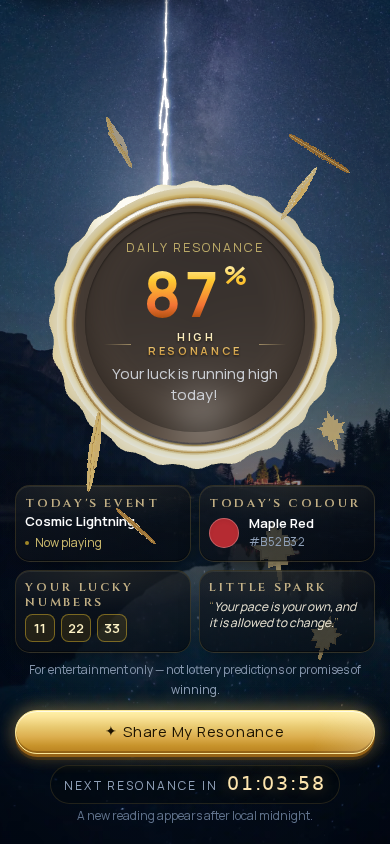 DAILY RESONANCE
87%
HIGH
RESONANCE
Your luck is running high
today!
TODAY'S EVENT
Cosmic Lightning
• Now playing
TODAY'S COLOUR
Maple Red
#B52B32
YOUR LUCKY
NUMBERS
11 22 33
LITTLE SPARK
"Your pace is your own, and
it is allowed to change."
For entertainment only — not lottery predictions or promises of
winning.
✦ Share My Resonance
NEXT RESONANCE IN 01:03:58
A new reading appears after local midnight.